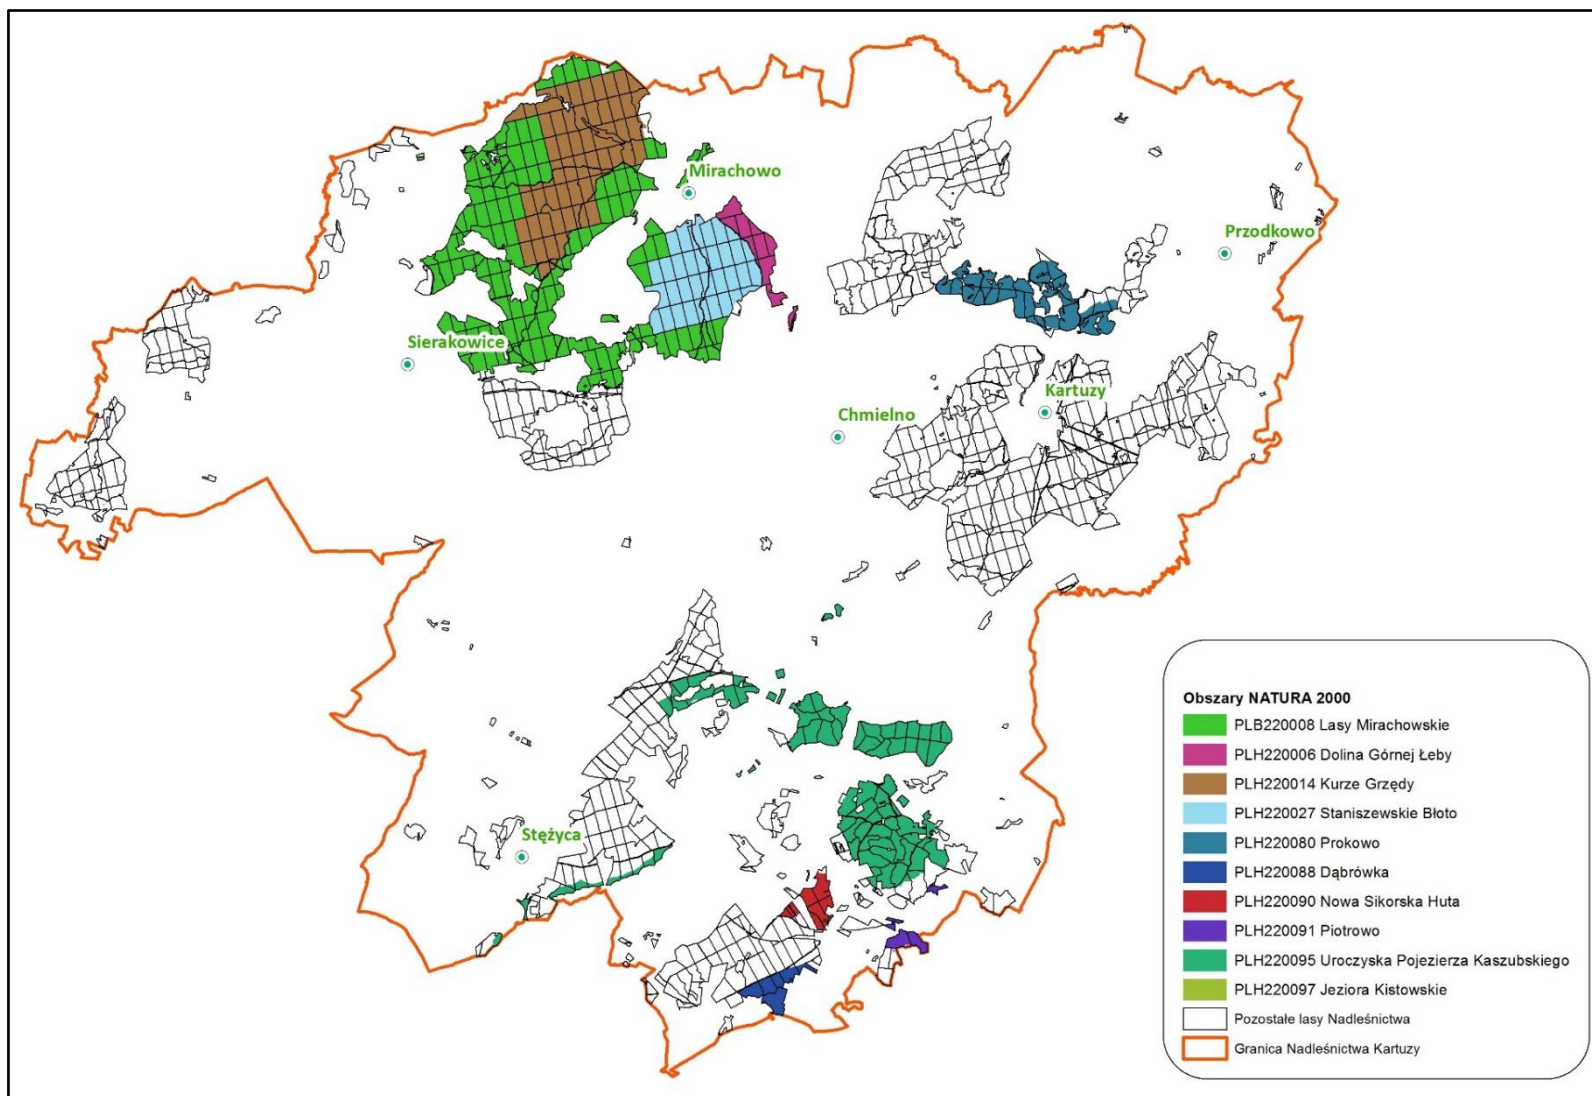 Mirachowo
Przodkowo
Sierakowice
Kartuzy
Chmielno
Stężyca
Obszary NATURA 2000
PLB220008 Lasy Mirachowskie
PLH220006 Dolina Górnej Łeby
PLH220014 Kurze Grzędy
PLH220027 Staniszewskie Błoto
PLH220080 Prokowo
PLH220088 Dąbrówka
PLH220090 Nowa Sikorska Huta
PLH220091 Piotrowo
PLH220095 Uroczyska Pojezierza Kaszubskiego
PLH220097 Jeziora Kistowskie
Pozostałe lasy Nadleśnictwa
Granica Nadleśnictwa Kartuzy